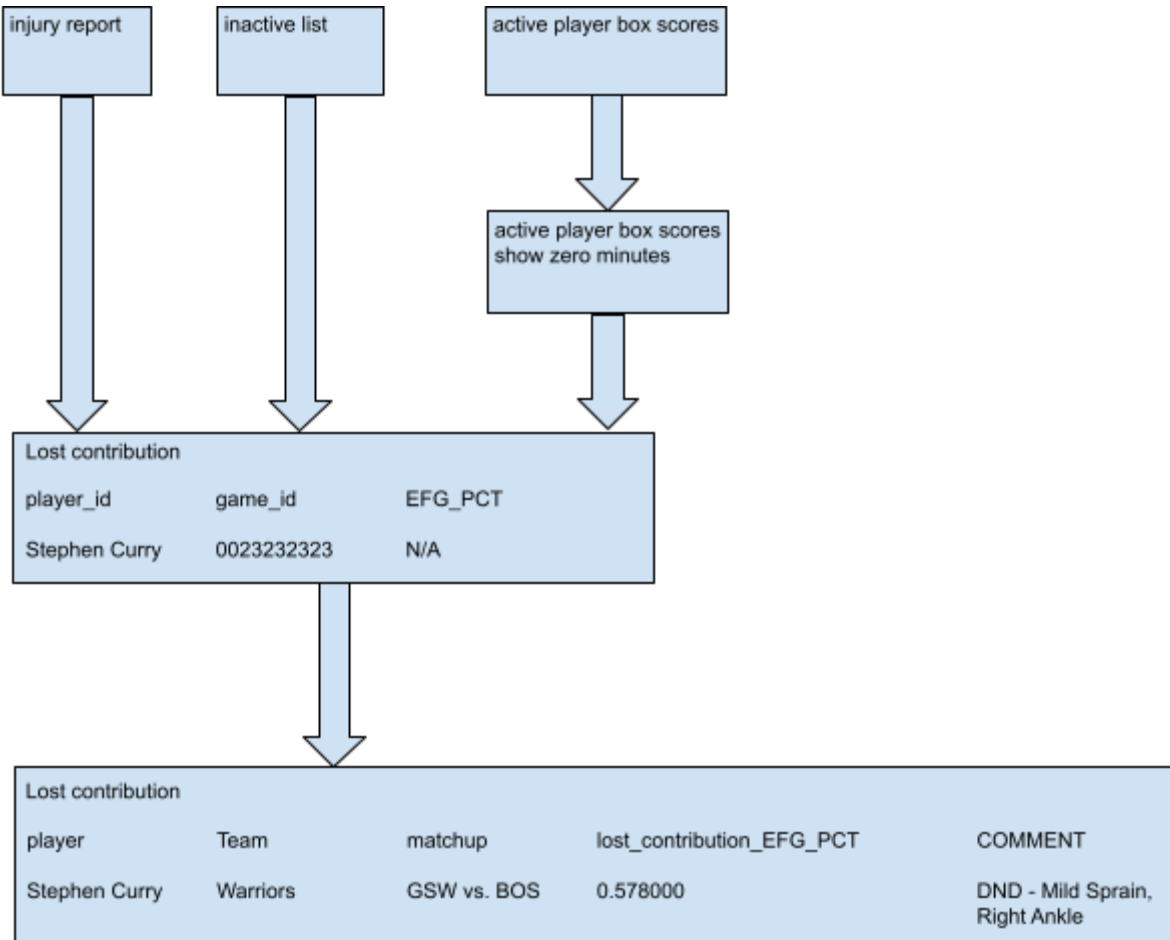 injury report
inactive list
active player box scores
active player box scores
show zero minutes
Lost contribution
player_id game_id EFG_PCT
Stephen Curry 0023232323 N/A
Lost contribution
player Team matchup lost_contribution_EFG_PCT COMMENT
Stephen Curry Warriors GSW vs. BOS 0.578000 DND - Mild Sprain,
Right Ankle